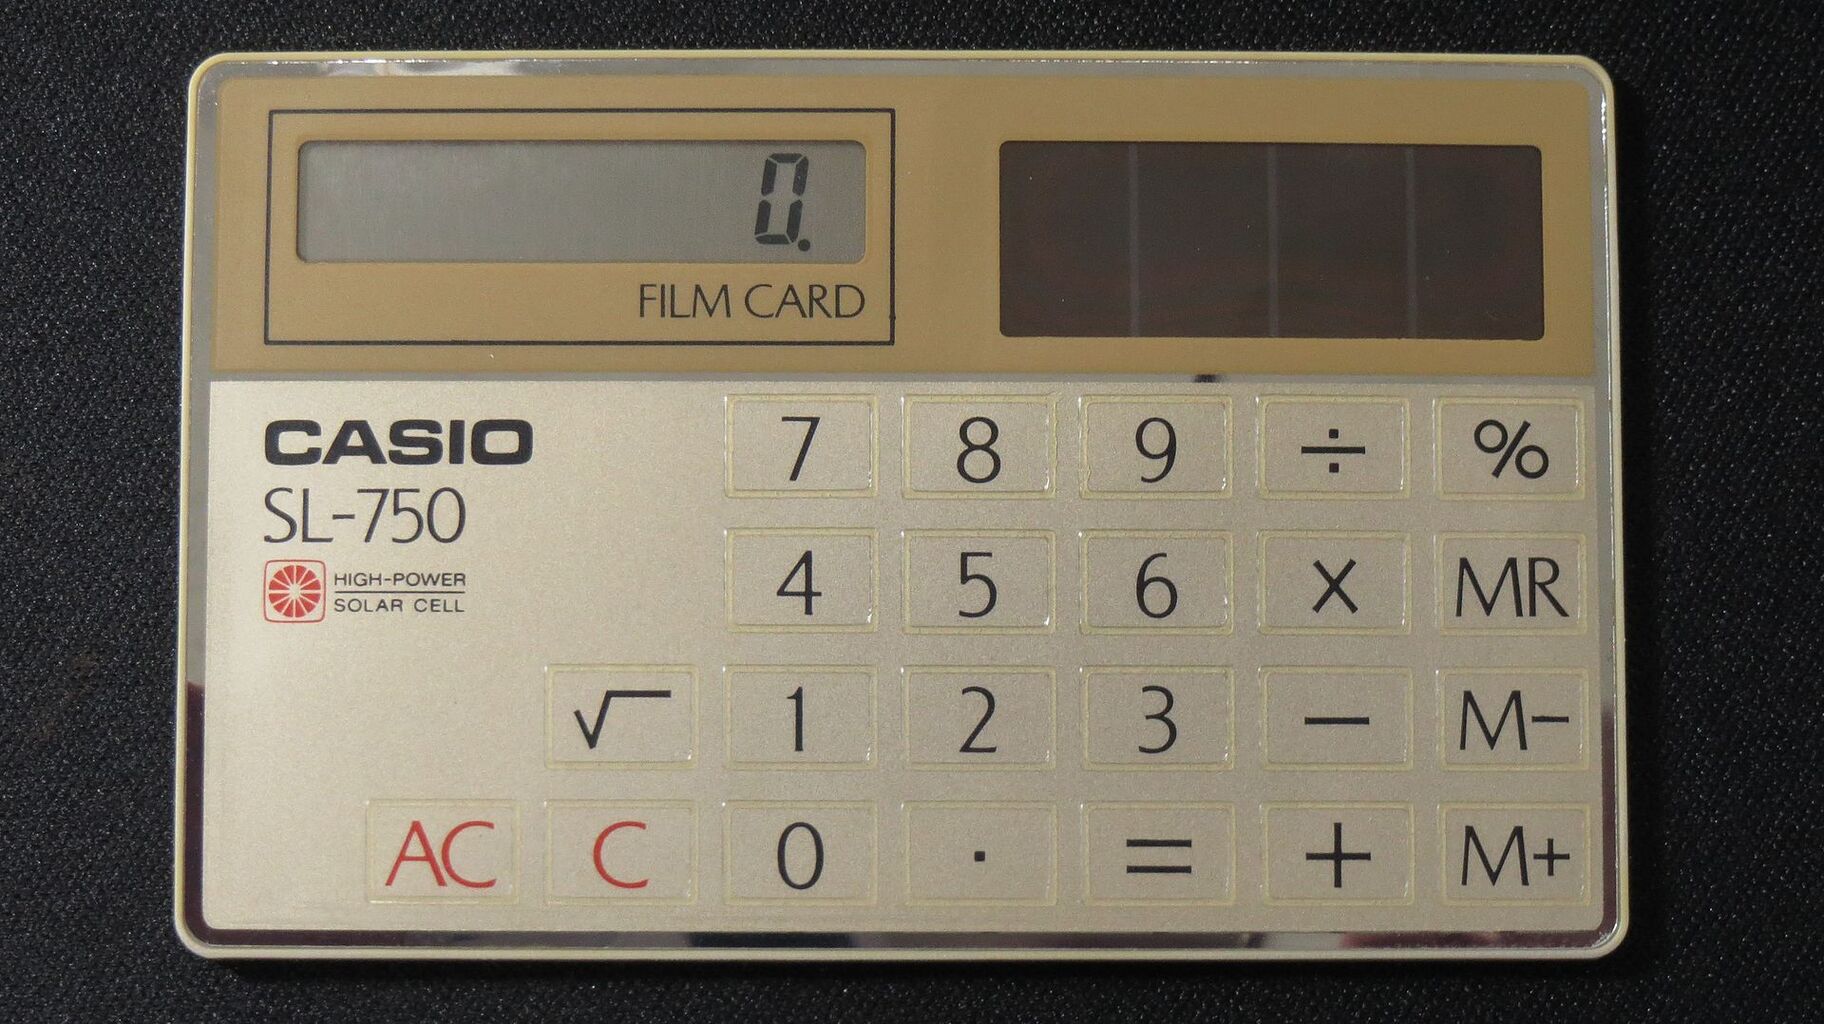 0.
FILM CARD
CASIO
SL-750
HIGH-POWER
SOLAR CELL
7 8 9 ÷ %
4 5 6 × MR
√ 1 2 3 − M−
AC C 0 · = + M+